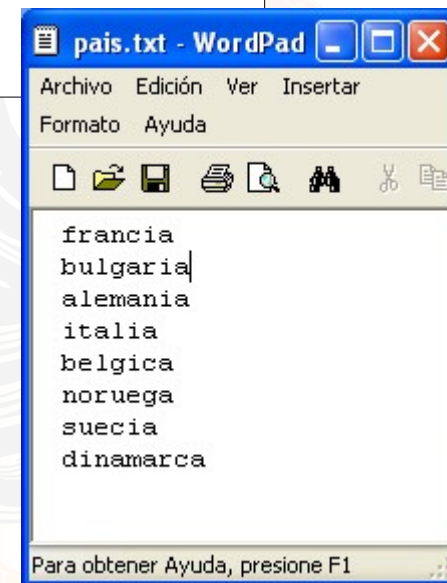 pais.txt - WordPad
Archivo Edición Ver Insertar
Formato Ayuda
francia
bulgaria
alemania
italia
belgica
noruega
suecia
dinamarca
Para obtener Ayuda, presione F1